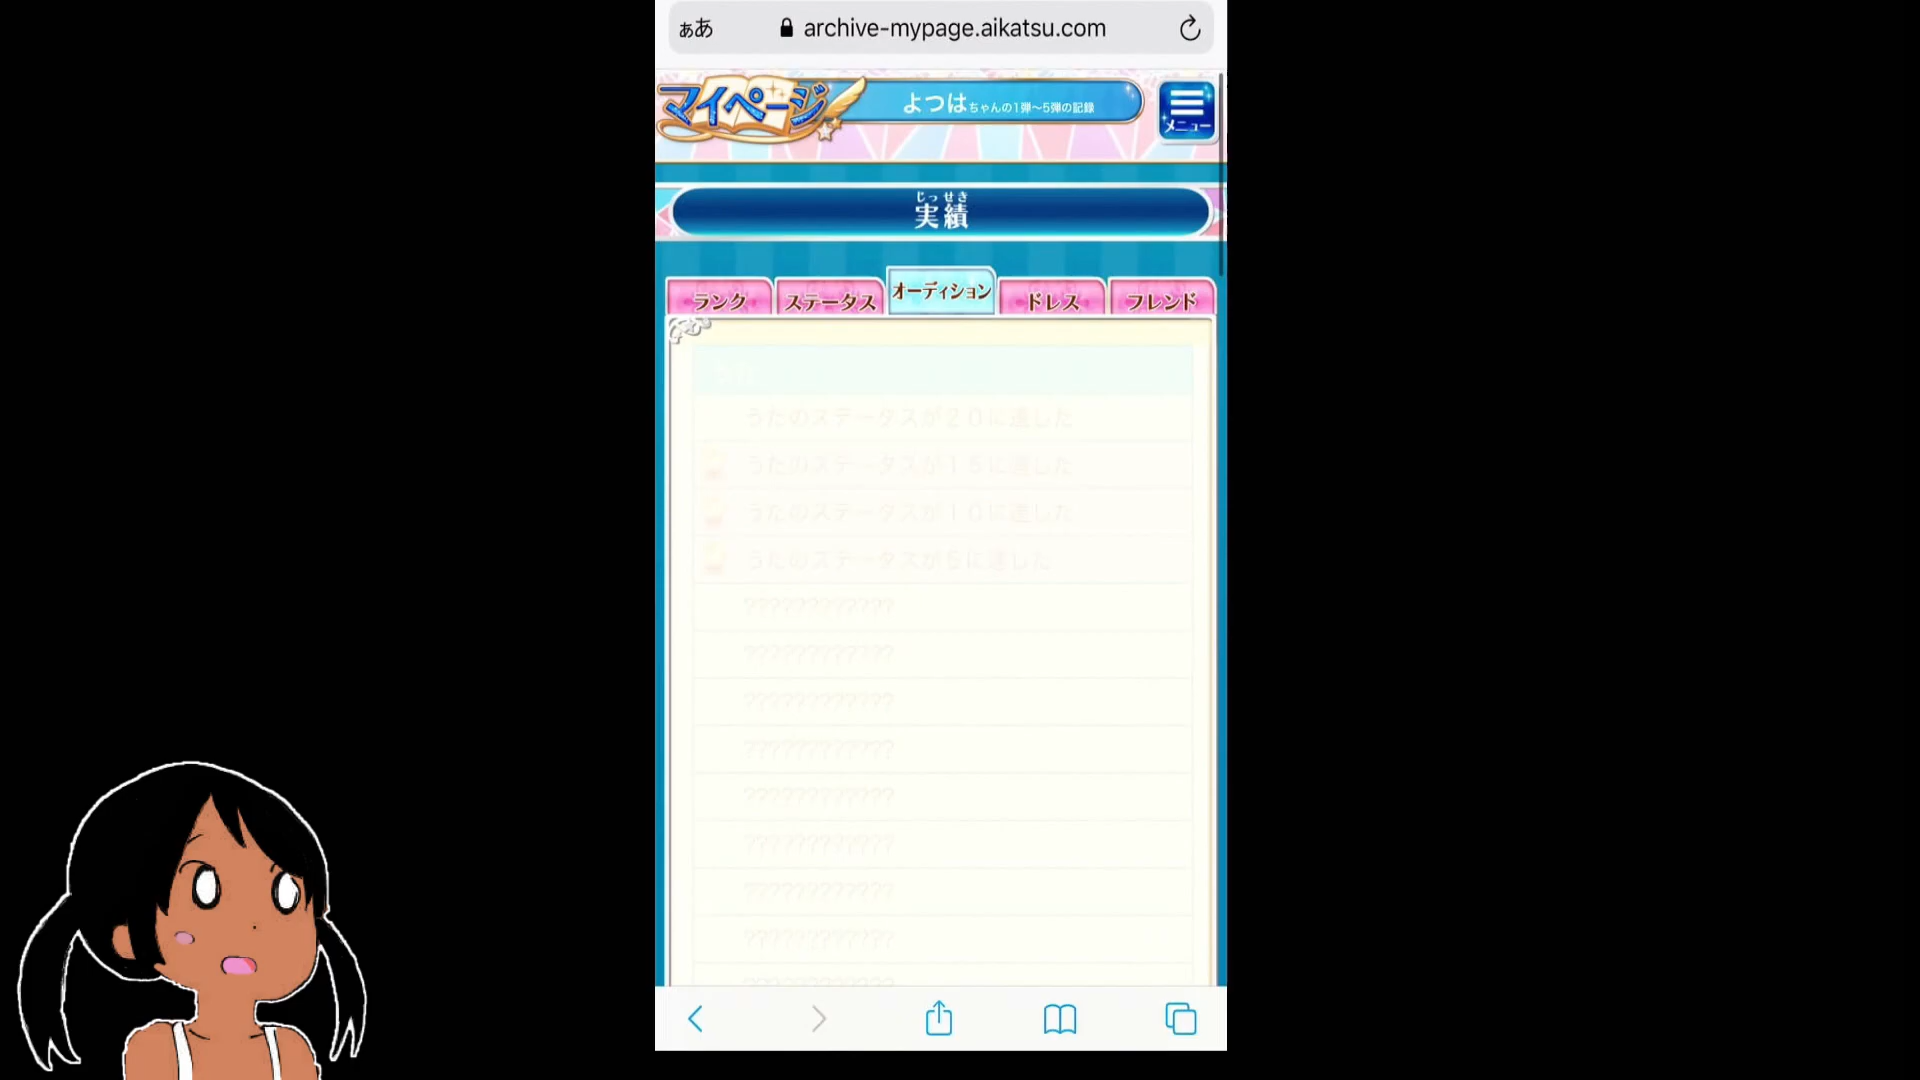 ぁあ archive-mypage.aikatsu.com
マイページ
よつはちゃんの1弾〜5弾の記録
メニュー
じっせき
実績
ランク ステータス オーディション ドレス フレンド
うた
うたのステータスが20に達した
うたのステータスが15に達した
うたのステータスが10に達した
うたのステータスが5に達した
????????????
????????????
????????????
????????????
????????????
????????????
????????????
????????????
????????????